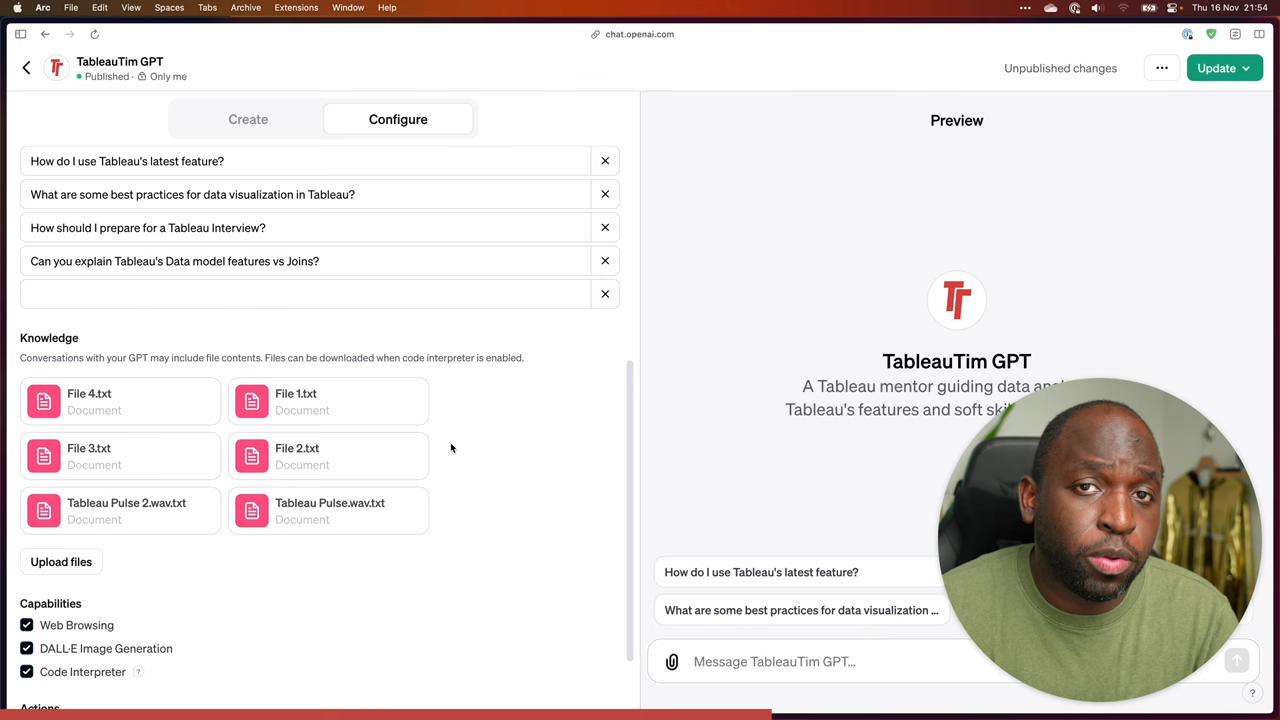 Arc File Edit View Spaces Tabs Archive Extensions Window Help
Thu 16 Nov 21:54
chat.openai.com
TableauTim GPT
Published · Only me
Unpublished changes
...
Update
Create
Configure
How do I use Tableau's latest feature?
What are some best practices for data visualization in Tableau?
How should I prepare for a Tableau Interview?
Can you explain Tableau's Data model features vs Joins?
Knowledge
Conversations with your GPT may include file contents. Files can be downloaded when code interpreter is enabled.
File 4.txt
Document
File 1.txt
Document
File 3.txt
Document
File 2.txt
Document
Tableau Pulse 2.wav.txt
Document
Tableau Pulse.wav.txt
Document
Upload files
Capabilities
Web Browsing
DALL·E Image Generation
Code Interpreter ?
Actions
Preview
TT
TableauTim GPT
A Tableau mentor guiding data
Tableau's features and soft
How do I use Tableau's latest feature?
What are some best practices for data visualization ...
Message TableauTim GPT...
?